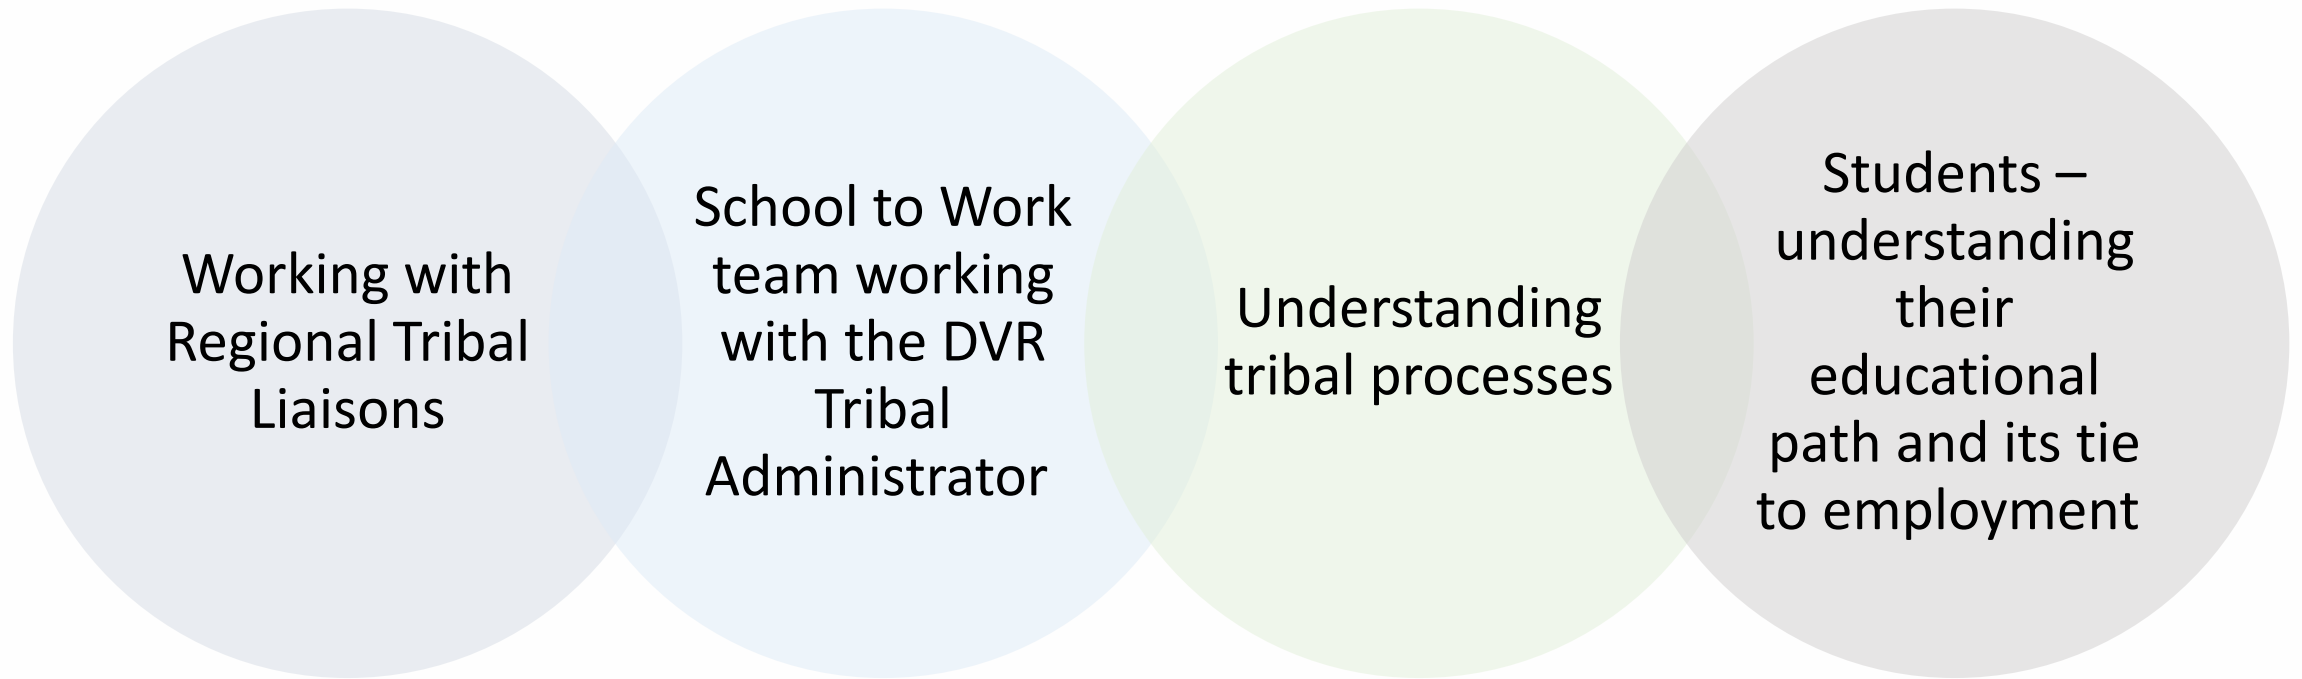 Working with
Regional Tribal
Liaisons
School to Work
team working
with the DVR
Tribal
Administrator
Understanding
tribal processes
Students –
understanding
their
educational
path and its tie
to employment